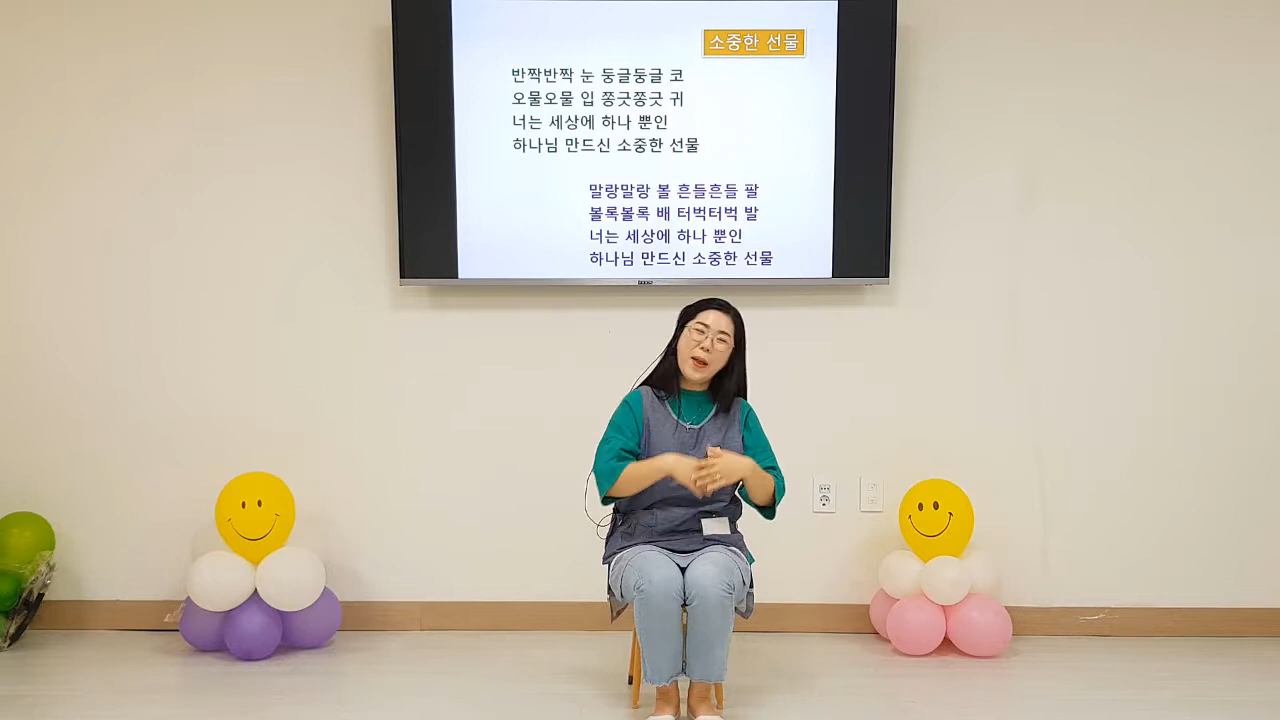 소중한 선물
반짝반짝 눈 둥글둥글 코
오물오물 입 쫑긋쫑긋 귀
너는 세상에 하나 뿐인
하나님 만드신 소중한 선물
말랑말랑 볼 흔들흔들 팔
볼록볼록 배 터벅터벅 발
너는 세상에 하나 뿐인
하나님 만드신 소중한 선물